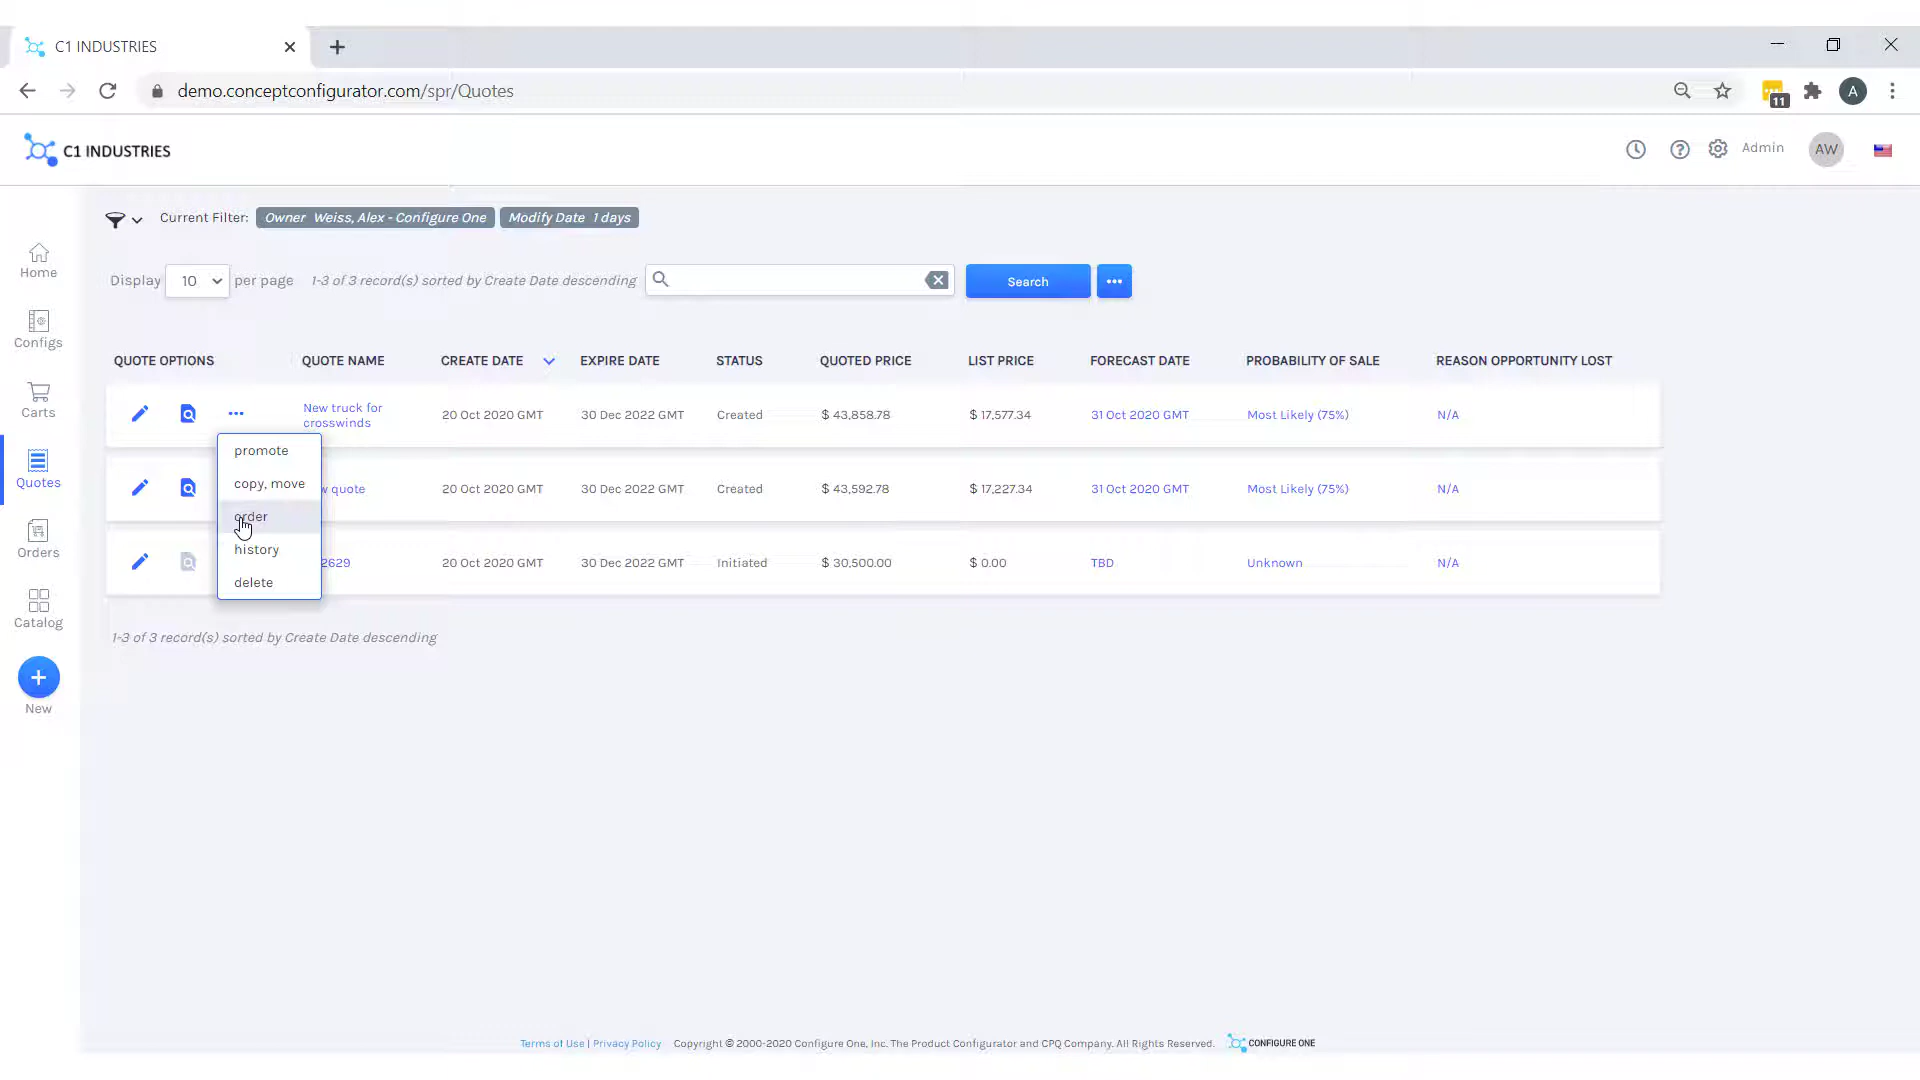 C1 INDUSTRIES
demo.conceptconfigurator.com/spr/Quotes
11
A
C1 INDUSTRIES
Admin
AW
Current Filter: Owner Weiss, Alex - Configure One Modify Date 1 days
Display 10 per page 1-3 of 3 record(s) sorted by Create Date descending Search
Home
Configs
Carts
Quotes
Orders
Catalog
New
QUOTE OPTIONS QUOTE NAME CREATE DATE EXPIRE DATE STATUS QUOTED PRICE LIST PRICE FORECAST DATE PROBABILITY OF SALE REASON OPPORTUNITY LOST
New truck for
crosswinds
20 Oct 2020 GMT 30 Dec 2022 GMT Created $ 43,858.78 $ 17,577.34 31 Oct 2020 GMT Most Likely (75%) N/A
promote
copy, move
order
history
delete
quote 20 Oct 2020 GMT 30 Dec 2022 GMT Created $ 43,592.78 $ 17,227.34 31 Oct 2020 GMT Most Likely (75%) N/A
2629 20 Oct 2020 GMT 30 Dec 2022 GMT Initiated $ 30,500.00 $ 0.00 TBD Unknown N/A
1-3 of 3 record(s) sorted by Create Date descending
Terms of Use | Privacy Policy Copyright © 2000-2020 Configure One, Inc. The Product Configurator and CPQ Company. All Rights Reserved. CONFIGURE ONE